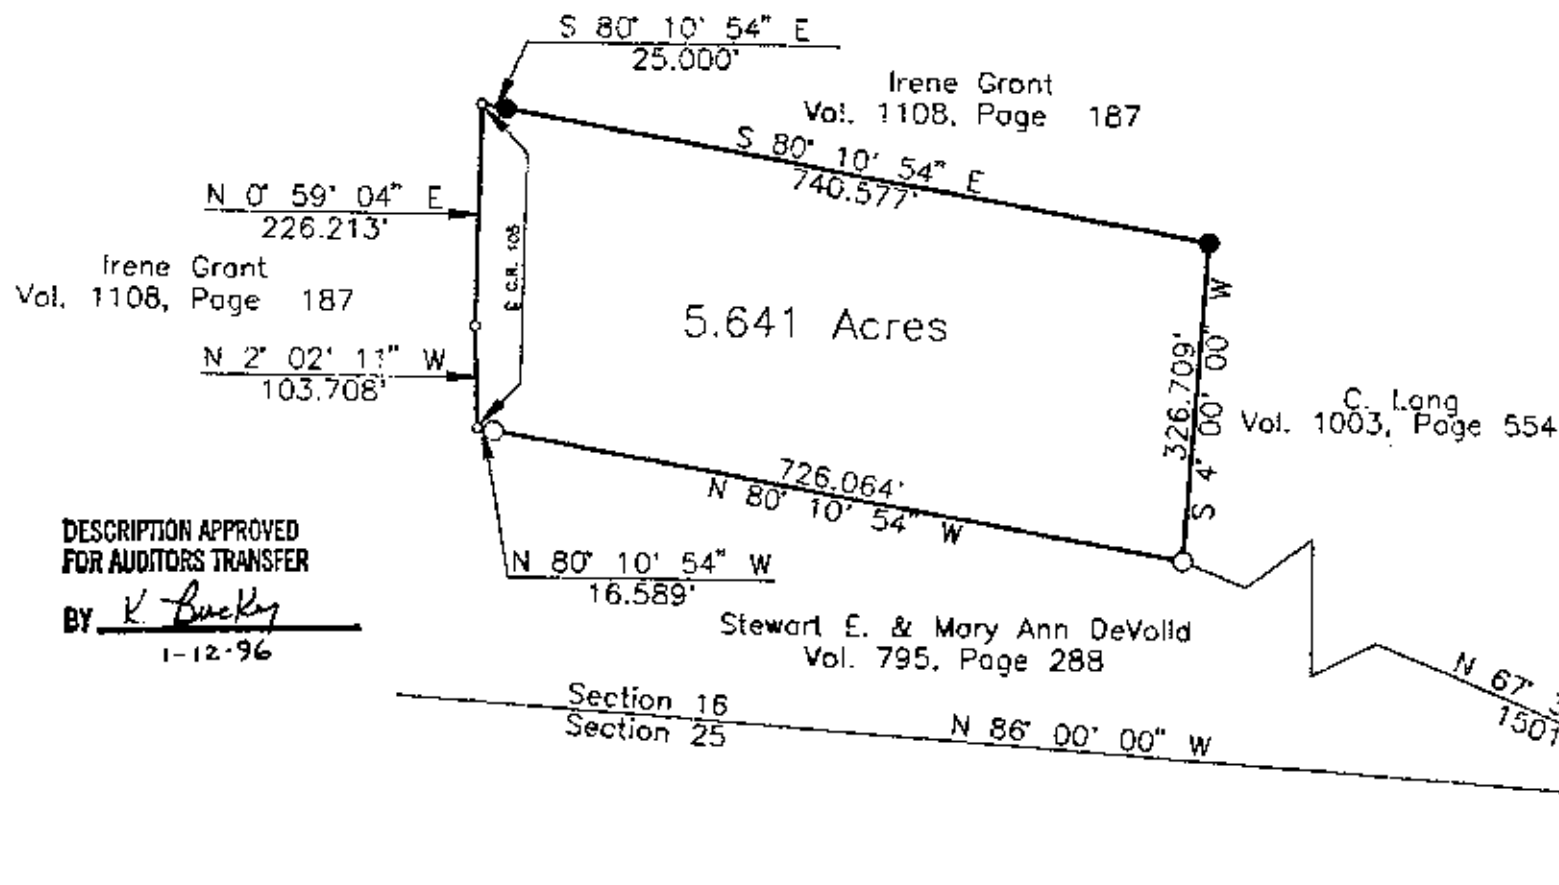 S 80° 10' 54" E
25.000'
Irene Grant
Vol. 1108, Page 187
S 80° 10' 54" E
740.577'
N 0° 59' 04" E
226.213'
Irene Grant
Vol. 1108, Page 187
C.R. 105
5.641 Acres
N 2° 02' 11" W
103.708'
326.709'
S 4° 00' 00" W
C. Lang
Vol. 1003, Page 554
726.064'
N 80° 10' 54" W
DESCRIPTION APPROVED
FOR AUDITORS TRANSFER
BY K.
1-12-96
N 80° 10' 54" W
16.589'
Stewart E. & Mary Ann DeVolld
Vol. 795, Page 288
N 67°
1507
Section 16
Section 25
N 86° 00' 00" W